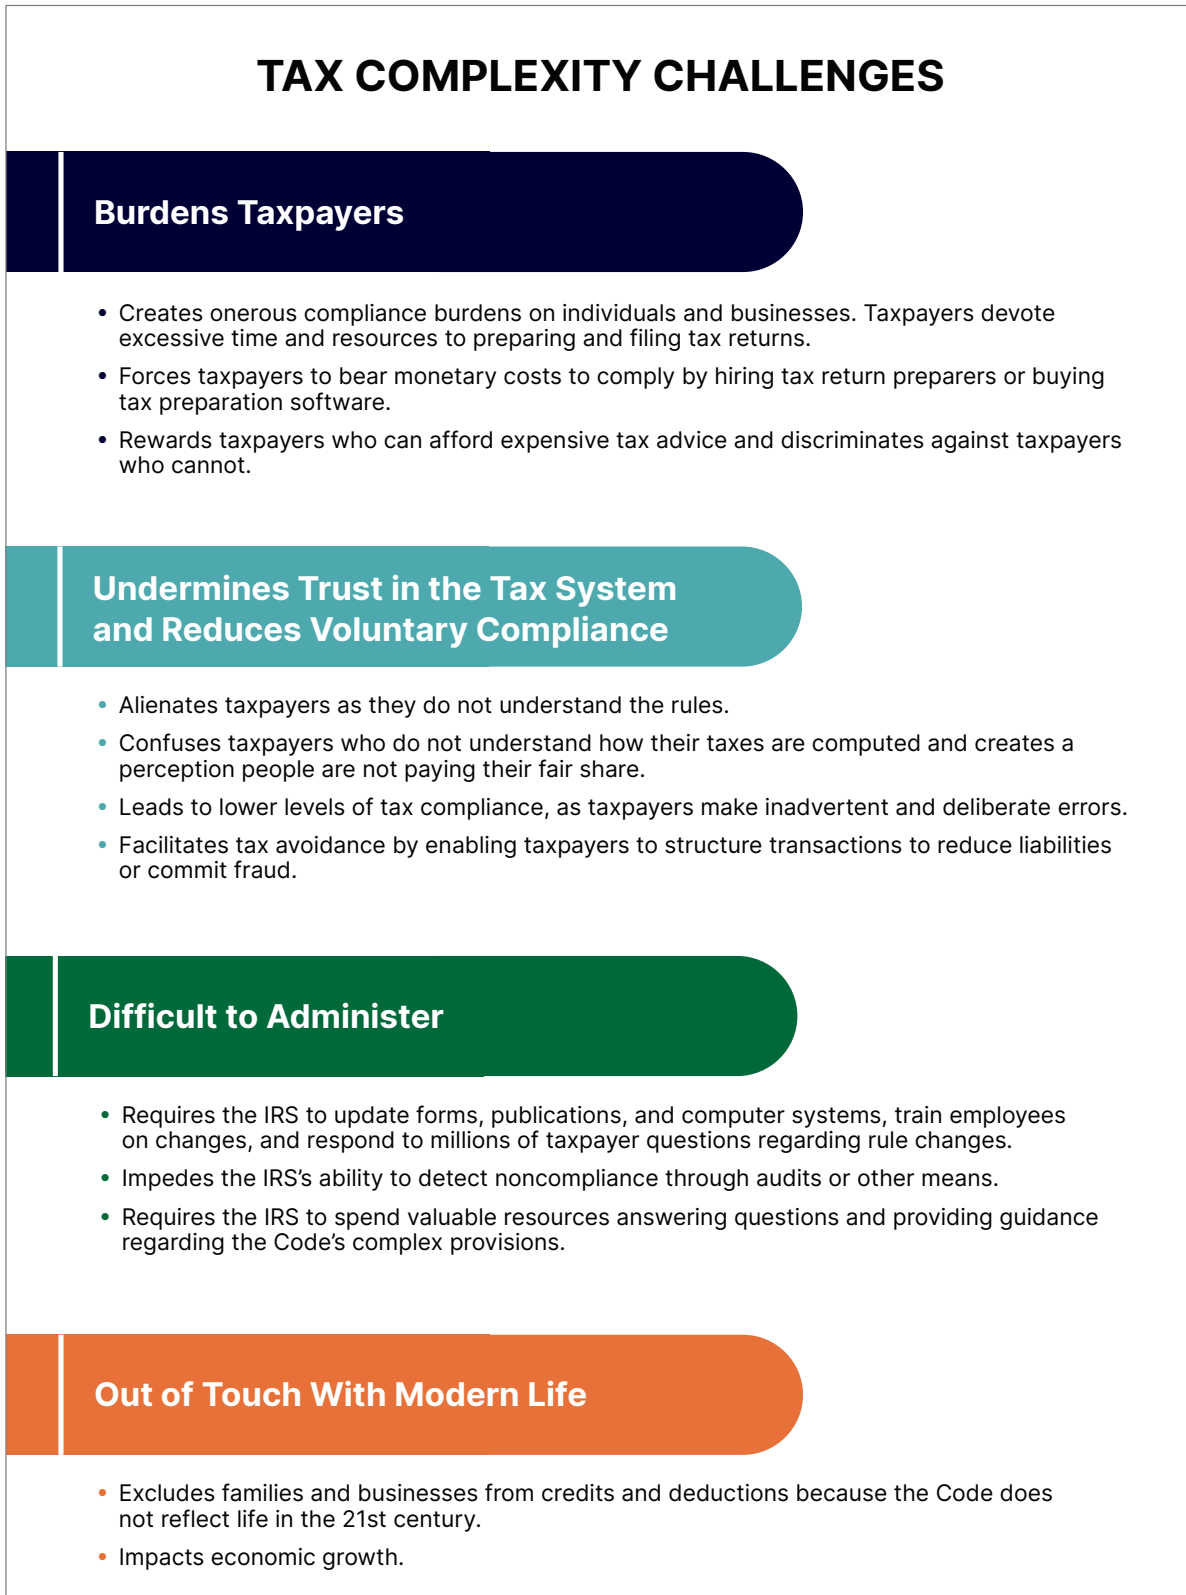 TAX COMPLEXITY CHALLENGES
Burdens Taxpayers
• Creates onerous compliance burdens on individuals and businesses. Taxpayers devote
excessive time and resources to preparing and filing tax returns.
• Forces taxpayers to bear monetary costs to comply by hiring tax return preparers or buying
tax preparation software.
• Rewards taxpayers who can afford expensive tax advice and discriminates against taxpayers
who cannot.
Undermines Trust in the Tax System
and Reduces Voluntary Compliance
• Alienates taxpayers as they do not understand the rules.
• Confuses taxpayers who do not understand how their taxes are computed and creates a
perception people are not paying their fair share.
• Leads to lower levels of tax compliance, as taxpayers make inadvertent and deliberate errors.
• Facilitates tax avoidance by enabling taxpayers to structure transactions to reduce liabilities
or commit fraud.
Difficult to Administer
• Requires the IRS to update forms, publications, and computer systems, train employees
on changes, and respond to millions of taxpayer questions regarding rule changes.
• Impedes the IRS’s ability to detect noncompliance through audits or other means.
• Requires the IRS to spend valuable resources answering questions and providing guidance
regarding the Code’s complex provisions.
Out of Touch With Modern Life
• Excludes families and businesses from credits and deductions because the Code does
not reflect life in the 21st century.
• Impacts economic growth.